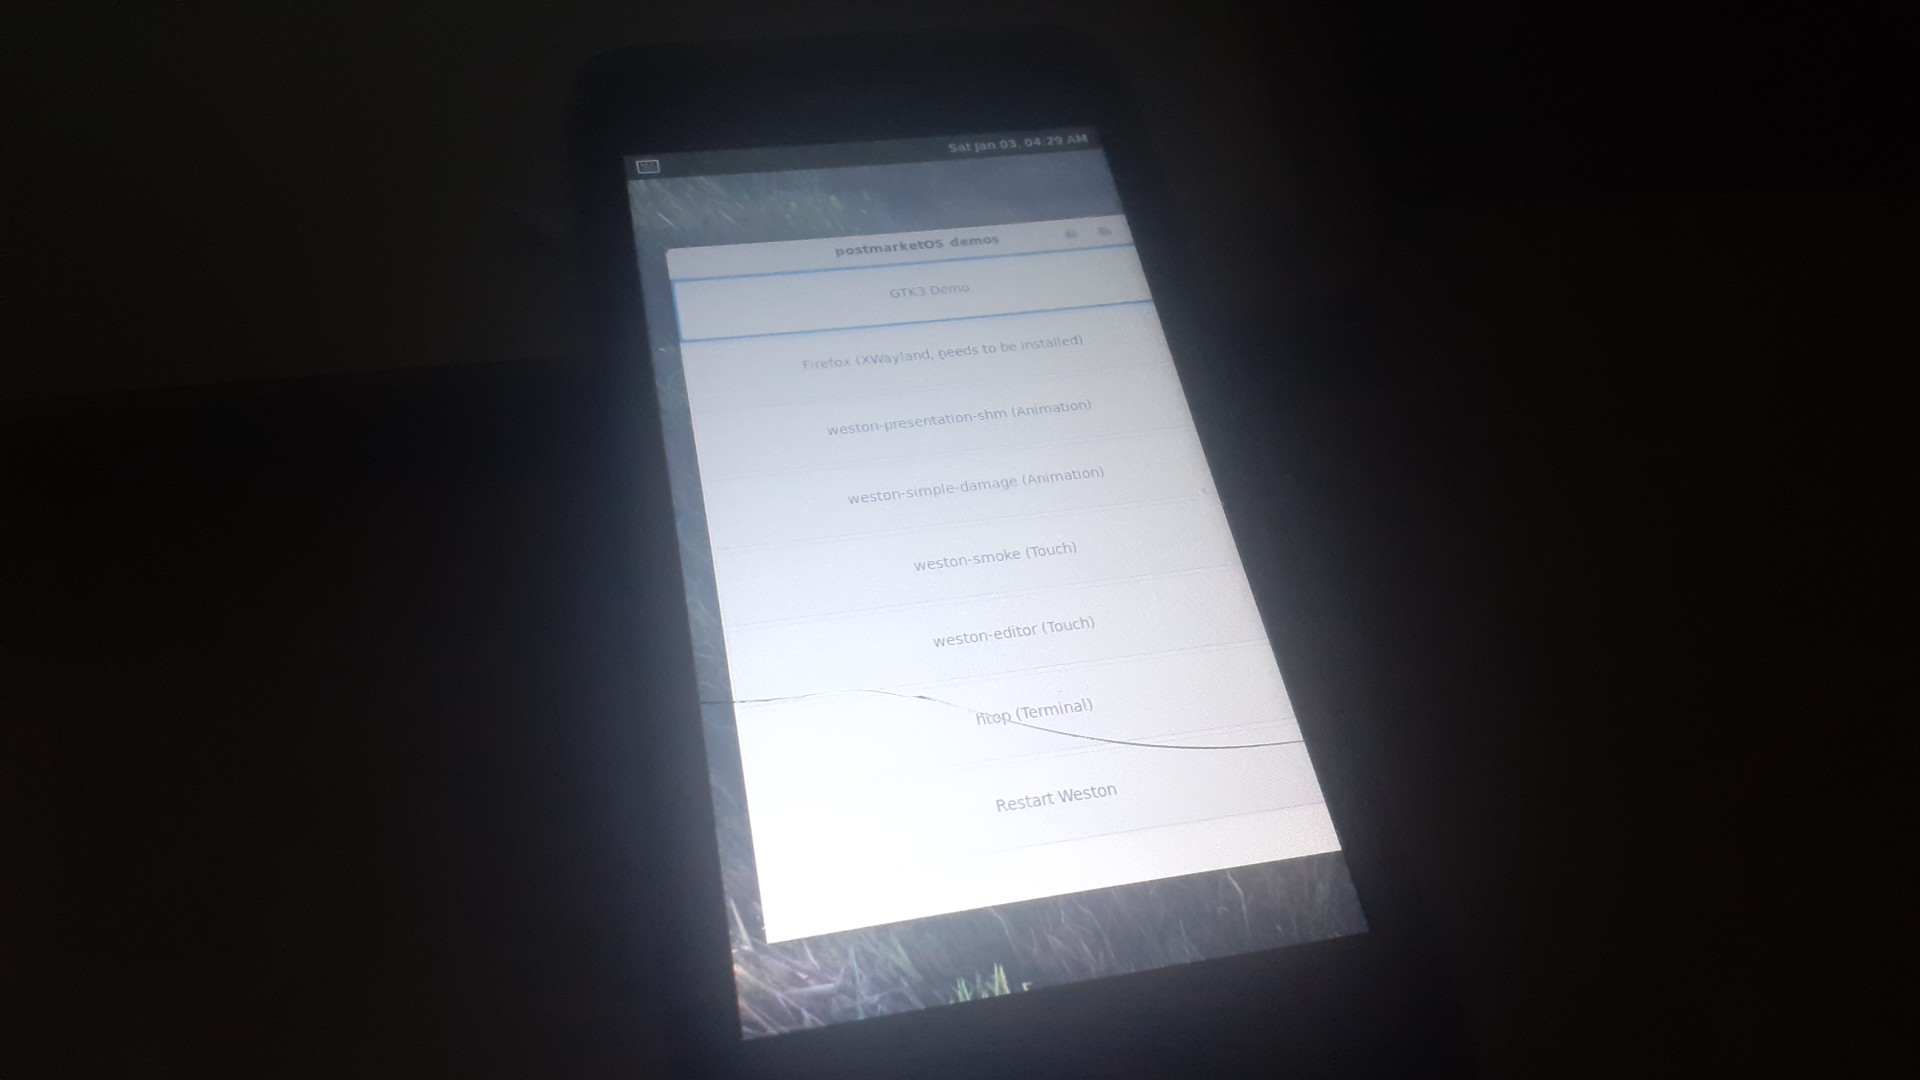 Sat Jan 03, 04:29 AM
postmarketOS demos
GTK3 Demo
Firefox (XWayland, needs to be installed)
weston-presentation-shm (Animation)
weston-simple-damage (Animation)
weston-smoke (Touch)
weston-editor (Touch)
htop (Terminal)
Restart Weston